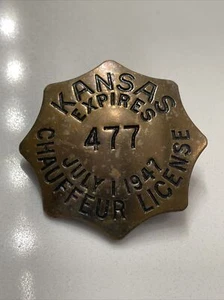 KANSAS
EXPIRES
477
JULY 1 1947
CHAUFFEUR LICENSE